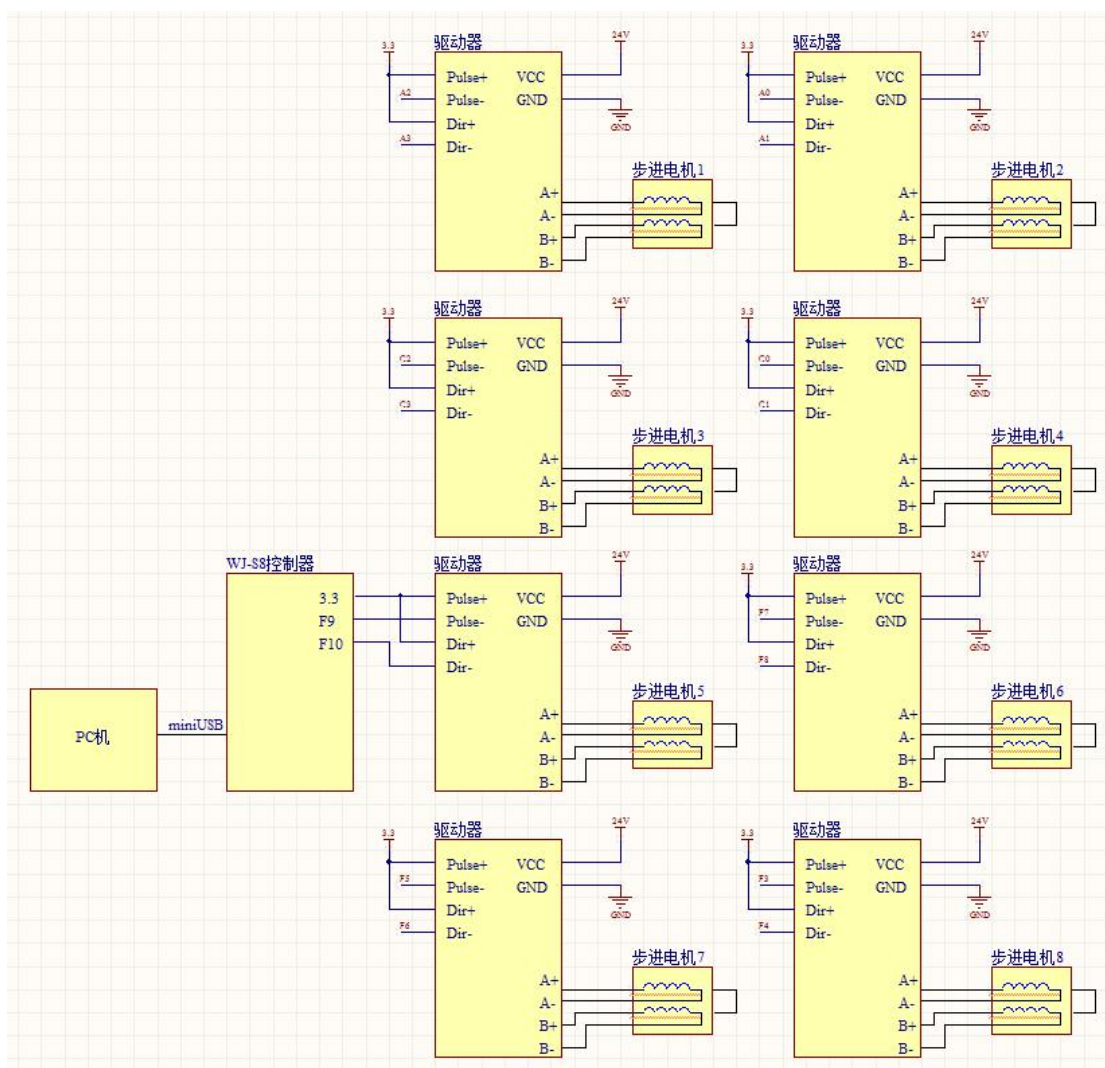 3.3
驱动器
24V
Pulse+ VCC
A2
Pulse- GND
Dir+
GND
A3
Dir-
步进电机1
A+
A-
B+
B-
3.3
驱动器
24V
Pulse+ VCC
A0
Pulse- GND
Dir+
GND
A1
Dir-
步进电机2
A+
A-
B+
B-
3.3
驱动器
24V
Pulse+ VCC
C2
Pulse- GND
Dir+
GND
C3
Dir-
步进电机3
A+
A-
B+
B-
3.3
驱动器
24V
Pulse+ VCC
C0
Pulse- GND
Dir+
GND
C1
Dir-
步进电机4
A+
A-
B+
B-
WJ-S8控制器
3.3
F9
F10
PC机
miniUSB
驱动器
24V
Pulse+ VCC
Pulse- GND
Dir+
GND
Dir-
步进电机5
A+
A-
B+
B-
3.3
驱动器
24V
Pulse+ VCC
F7
Pulse- GND
Dir+
GND
F8
Dir-
步进电机6
A+
A-
B+
B-
3.3
驱动器
24V
Pulse+ VCC
F5
Pulse- GND
Dir+
GND
F6
Dir-
步进电机7
A+
A-
B+
B-
3.3
驱动器
24V
Pulse+ VCC
F3
Pulse- GND
Dir+
GND
F4
Dir-
步进电机8
A+
A-
B+
B-